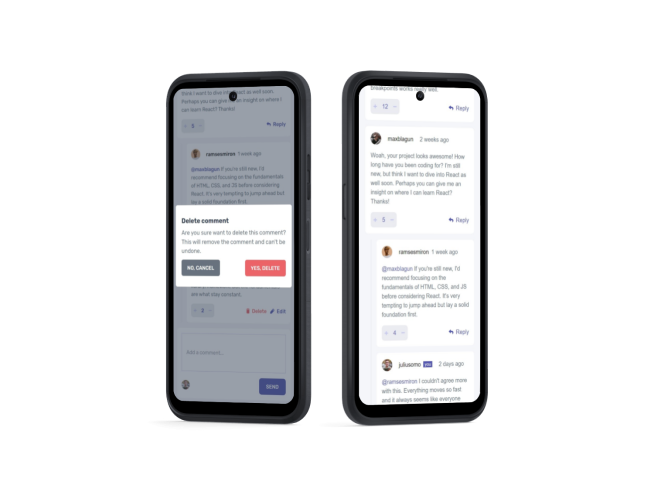 think I want to dive into React as well soon.
Perhaps you can give me an insight on where I
can learn React? Thanks!
4
Reply
ramsesmiron 1 week ago
@maxblagun If you're still new, I'd
recommend focusing on the fundamentals
of HTML, CSS, and JS before considering
React. It's very tempting to jump ahead but
lay a solid foundation first.
Delete comment
Are you sure want to delete this comment?
This will remove the comment and can't be
undone.
NO, CANCEL
YES, DELETE
are what stay constant.
2
Delete
Edit
Add a comment...
SEND
breakpoints works really well.
+ 12 -
Reply
maxblagun 2 weeks ago
Woah, your project looks awesome! How
long have you been coding for? I'm still
new, but think I want to dive into React as
well soon. Perhaps you can give me an
insight on where I can learn React?
Thanks!
+ 5 -
Reply
ramsesmiron 1 week ago
@maxblagun If you're still new, I'd
recommend focusing on the
fundamentals of HTML, CSS, and JS
before considering React. It's very
tempting to jump ahead but lay a solid
foundation first.
+ 4 -
Reply
juliusomo you 2 days ago
@ramsesmiron I couldn't agree more
with this. Everything moves so fast
and it always seems like everyone